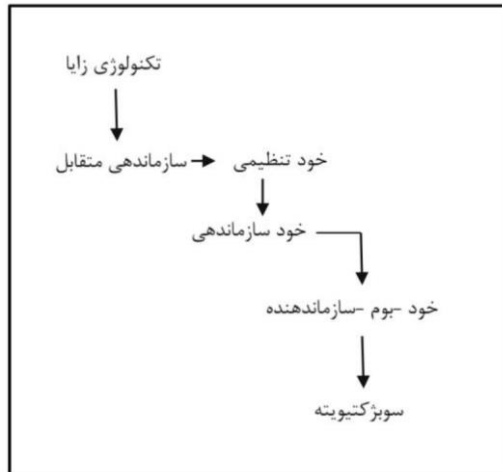 تکنولوژی زایا
خود تنظیمی
سازماندهی متقابل
خود سازماندهی
خود -بوم -سازماندهنده
سوبژکتیویته